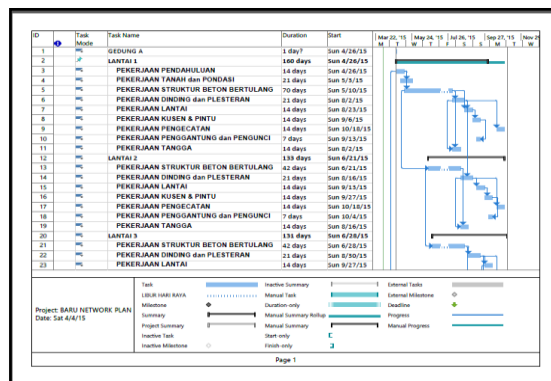 ID Task Mode Task Name Duration Start Mar 22, '15 May 24, '15 Jul 26, '15 Sep 27, '15 Nov 29
M T W T F S S M T W
1 GEDUNG A 1 day? Sun 4/26/15
2 LANTAI 1 160 days Sun 4/26/15
3 PEKERJAAN PENDAHULUAN 14 days Sun 4/26/15
4 PEKERJAAN TANAH dan PONDASI 21 days Sun 5/3/15
5 PEKERJAAN STRUKTUR BETON BERTULANG 70 days Sun 5/10/15
6 PEKERJAAN DINDING dan PLESTERAN 21 days Sun 8/2/15
7 PEKERJAAN LANTAI 14 days Sun 8/23/15
8 PEKERJAAN KUSEN & PINTU 14 days Sun 9/6/15
9 PEKERJAAN PENGECATAN 14 days Sun 10/18/15
10 PEKERJAAN PENGGANTUNG dan PENGUNCI 7 days Sun 9/13/15
11 PEKERJAAN TANGGA 14 days Sun 8/2/15
12 LANTAI 2 133 days Sun 6/21/15
13 PEKERJAAN STRUKTUR BETON BERTULANG 42 days Sun 6/21/15
14 PEKERJAAN DINDING dan PLESTERAN 21 days Sun 8/16/15
15 PEKERJAAN LANTAI 14 days Sun 9/13/15
16 PEKERJAAN KUSEN & PINTU 14 days Sun 9/27/15
17 PEKERJAAN PENGECATAN 14 days Sun 10/18/15
18 PEKERJAAN PENGGANTUNG dan PENGUNCI 7 days Sun 10/4/15
19 PEKERJAAN TANGGA 14 days Sun 8/16/15
20 LANTAI 3 131 days Sun 6/28/15
21 PEKERJAAN STRUKTUR BETON BERTULANG 42 days Sun 6/28/15
22 PEKERJAAN DINDING dan PLESTERAN 21 days Sun 8/30/15
23 PEKERJAAN LANTAI 14 days Sun 9/27/15
Project: BARU NETWORK PLAN
Date: Sat 4/4/15
Task Inactive Summary External Tasks
LIBUR HARI RAYA Manual Task External Milestone
Milestone Duration-only Deadline
Summary Manual Summary Rollup Progress
Project Summary Manual Summary Manual Progress
Inactive Task Start-only
Inactive Milestone Finish-only
Page 1